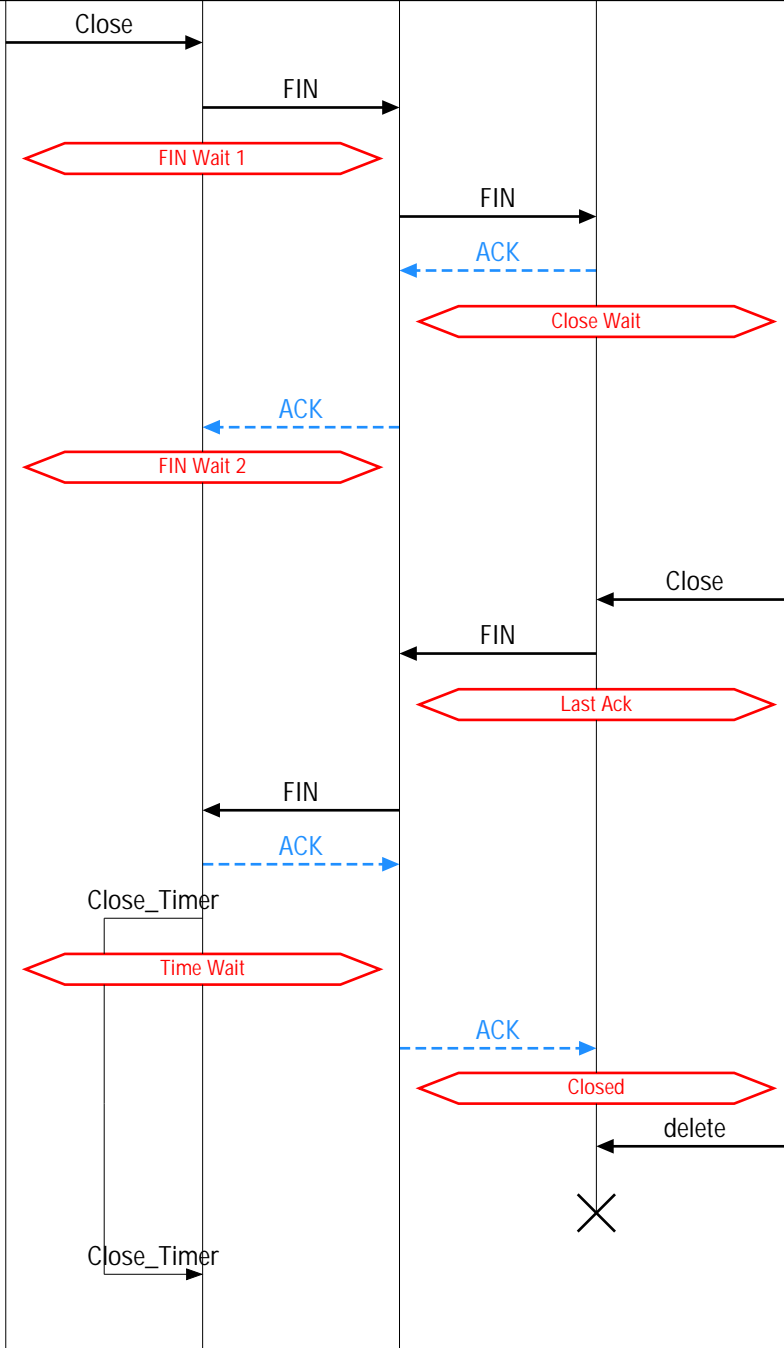 Close
FIN
FIN Wait 1
FIN
ACK
Close Wait
ACK
FIN Wait 2
Close
FIN
Last Ack
FIN
ACK
Close_Timer
Time Wait
ACK
Closed
delete
Close_Timer